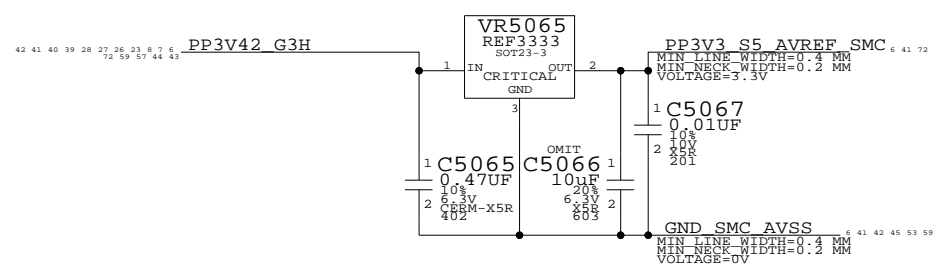 VR5065
REF3333
SOT23-3
42 41 40 39 28 27 26 23 8 7 6 PP3V42_G3H
72 59 57 44 43
PP3V3_S5_AVREF_SMC 6 41 72
MIN_LINE_WIDTH=0.4 MM
MIN_NECK_WIDTH=0.2 MM
VOLTAGE=3.3V
1 IN OUT 2
CRITICAL
GND
3
1 C5067
0.01UF
10%
10V
2 X5R
201
1 C5065
0.47UF
10%
6.3V
2 CERM-X5R
402
OMIT
C5066 1
10uF
20%
6.3V
X5R 2
603
GND_SMC_AVSS 6 41 42 45 53 59
MIN_LINE_WIDTH=0.4 MM
MIN_NECK_WIDTH=0.2 MM
VOLTAGE=0V